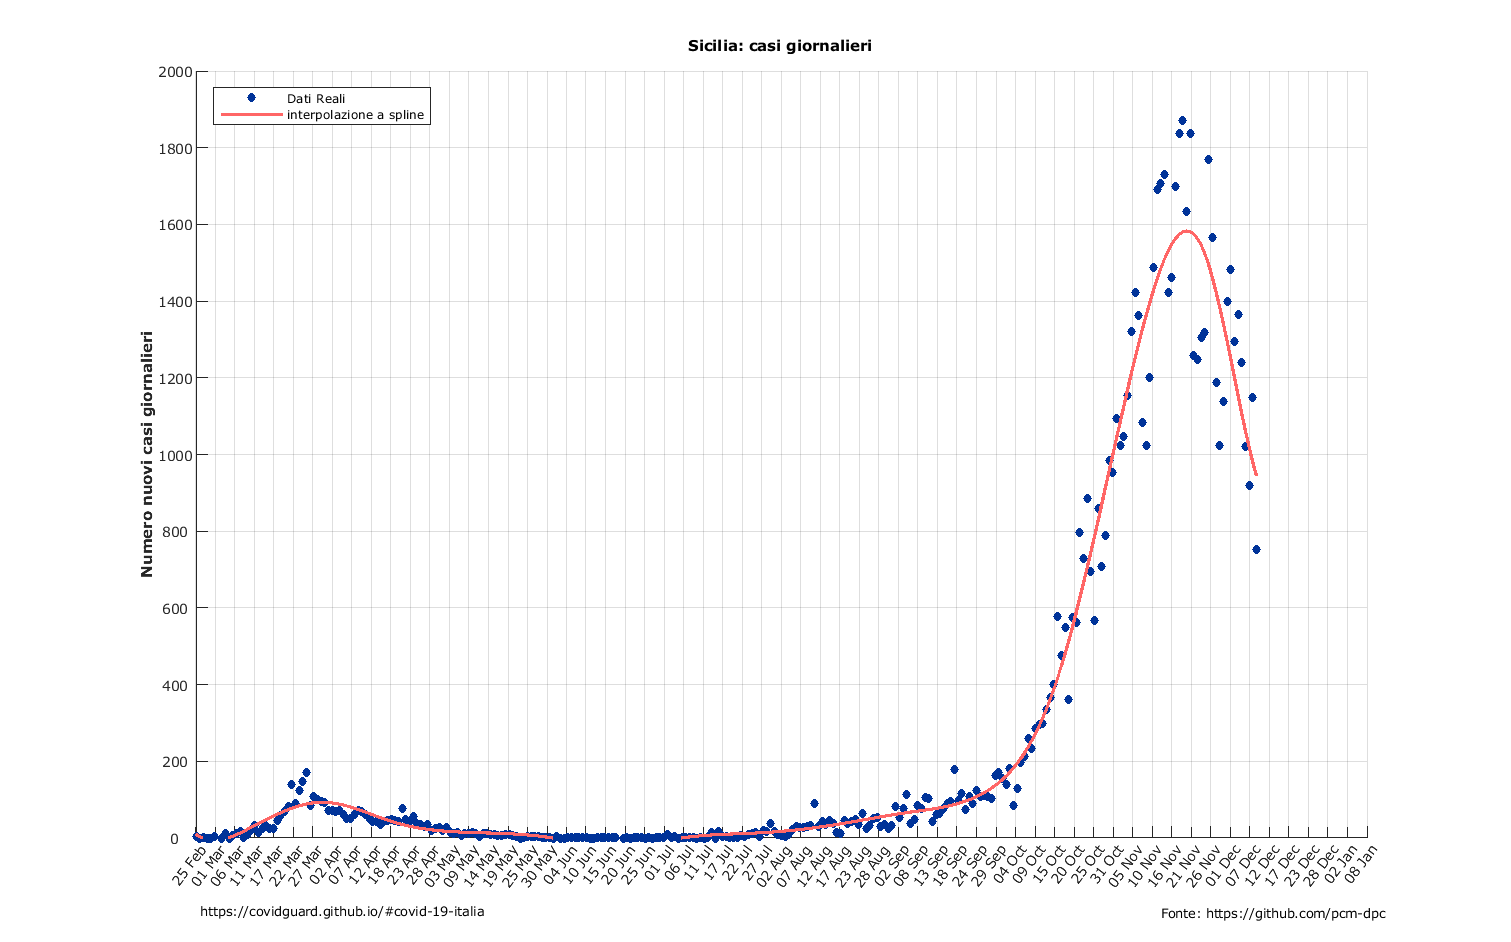 Sicilia: casi giornalieri
Dati Reali
interpolazione a spline
Numero nuovi casi giornalieri
2000
1800
1600
1400
1200
1000
800
600
400
200
0
25 Feb
01 Mar
06 Mar
11 Mar
17 Mar
22 Mar
27 Mar
02 Apr
07 Apr
12 Apr
18 Apr
23 Apr
28 Apr
03 May
09 May
14 May
19 May
25 May
30 May
04 Jun
10 Jun
15 Jun
20 Jun
25 Jun
01 Jul
06 Jul
11 Jul
17 Jul
22 Jul
27 Jul
02 Aug
07 Aug
12 Aug
17 Aug
23 Aug
28 Aug
02 Sep
08 Sep
13 Sep
18 Sep
24 Sep
29 Sep
04 Oct
09 Oct
15 Oct
20 Oct
25 Oct
31 Oct
05 Nov
10 Nov
16 Nov
21 Nov
26 Nov
01 Dec
07 Dec
12 Dec
17 Dec
23 Dec
28 Dec
02 Jan
08 Jan
https://covidguard.github.io/#covid-19-italia
Fonte: https://github.com/pcm-dpc